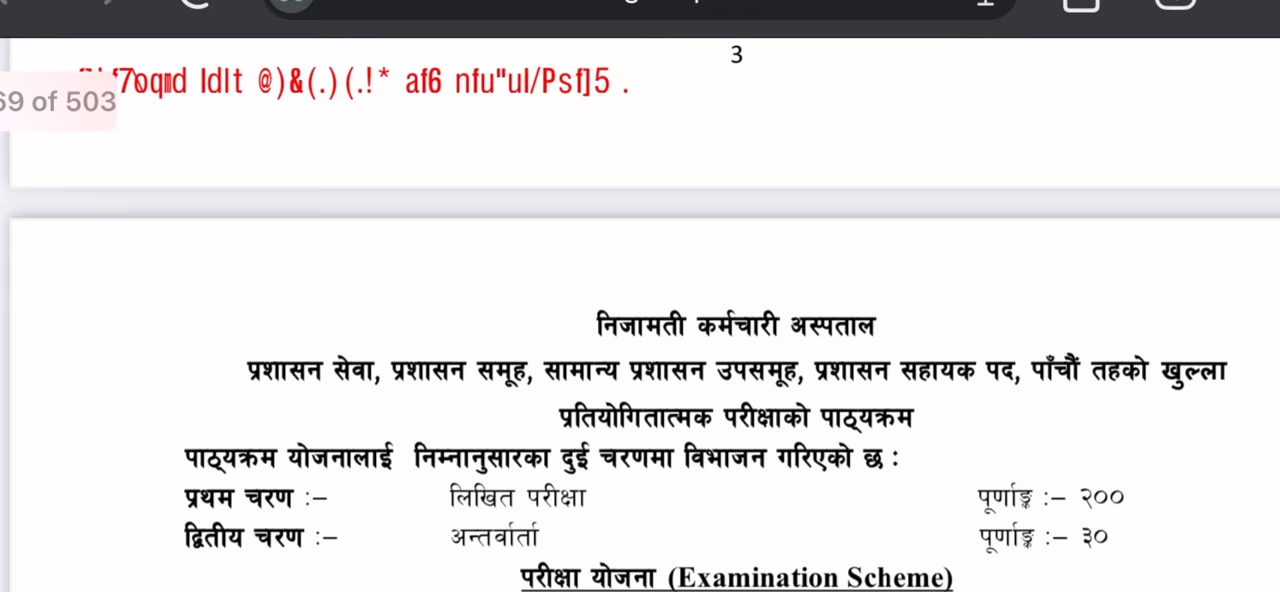 3
Idlt @)&(.)(.!* af6 nfu"ul/Psf]5 .
69 of 503
निजामती कर्मचारी अस्पताल
प्रशासन सेवा, प्रशासन समूह, सामान्य प्रशासन उपसमूह, प्रशासन सहायक पद, पाँचौं तहको खुल्ला
प्रतियोगितात्मक परीक्षाको पाठ्यक्रम
पाठ्यक्रम योजनालाई निम्नानुसारका दुई चरणमा विभाजन गरिएको छ :
प्रथम चरण :– लिखित परीक्षा पूर्णाङ्क :– २००
द्वितीय चरण :– अन्तर्वार्ता पूर्णाङ्क :– ३०
परीक्षा योजना (Examination Scheme)